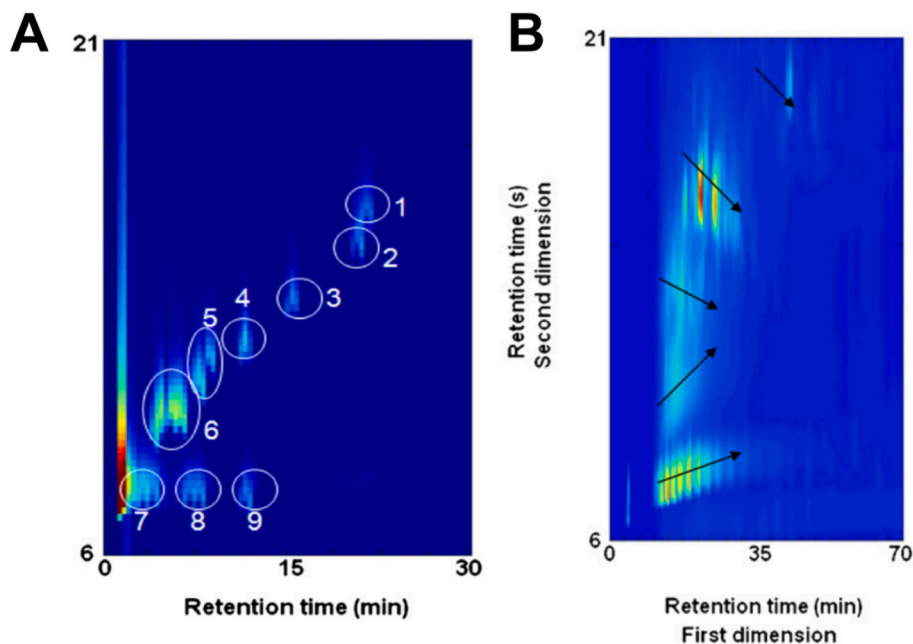 A
21
1
2
3
4
5
6
7
8
9
6
0
15
30
Retention time (min)
B
21
Retention time (s)
Second dimension
6
0
35
70
Retention time (min)
First dimension